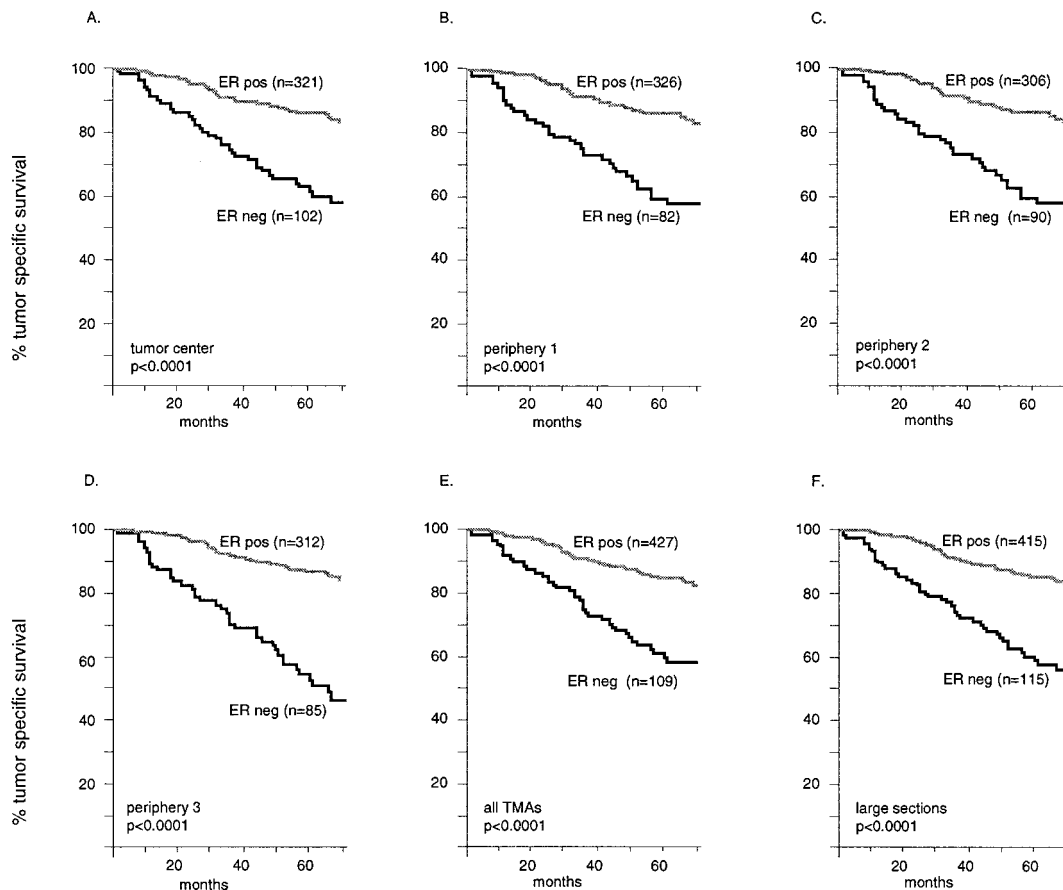 A.
B.
C.
% tumor specific survival
100
80
60
40
20
ER pos (n=321)
ER neg (n=102)
tumor center
p<0.0001
20 40 60
months
100
80
60
40
20
ER pos (n=326)
ER neg (n=82)
periphery 1
p<0.0001
20 40 60
months
100
80
60
40
20
ER pos (n=306)
ER neg (n=90)
periphery 2
p<0.0001
20 40 60
months
D.
E.
F.
% tumor specific survival
100
80
60
40
20
ER pos (n=312)
ER neg (n=85)
periphery 3
p<0.0001
20 40 60
months
100
80
60
40
20
ER pos (n=427)
ER neg (n=109)
all TMAs
p<0.0001
20 40 60
months
100
80
60
40
20
ER pos (n=415)
ER neg (n=115)
large sections
p<0.0001
20 40 60
months